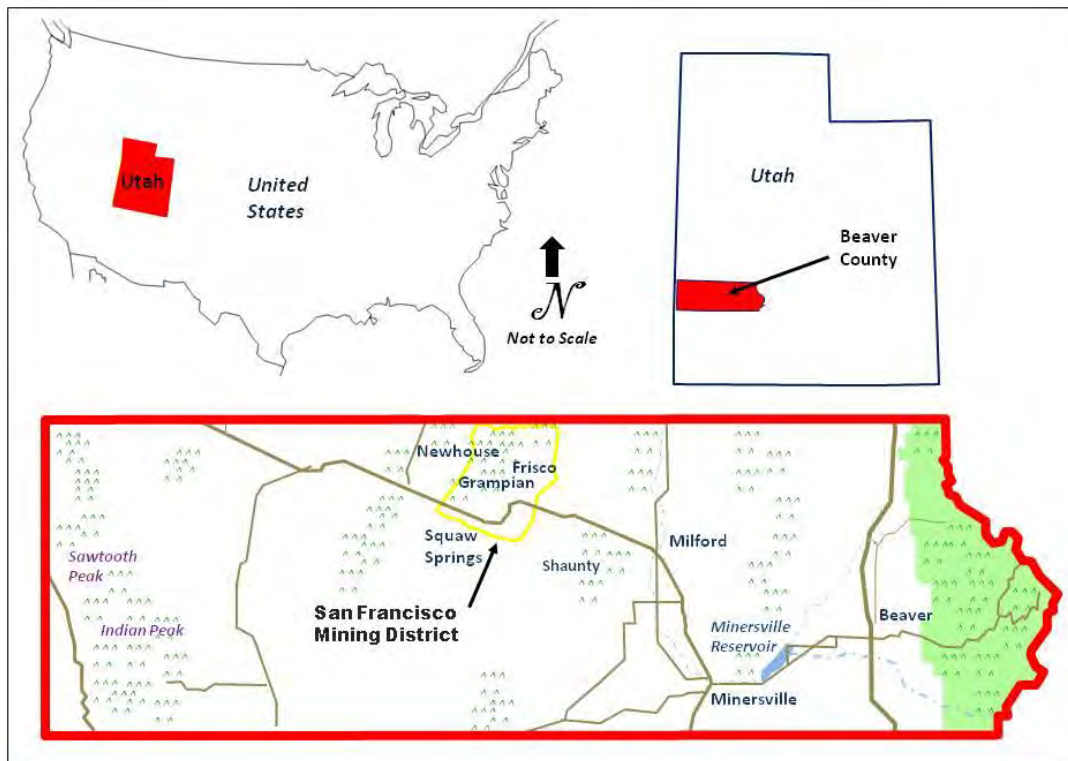 Utah
United
States
N
Not to Scale
Utah
Beaver
County
Newhouse
Frisco
Grampian
Squaw
Springs
Shaunty
Milford
Sawtooth
Peak
Indian Peak
San Francisco
Mining District
Beaver
Minersville
Reservoir
Minersville